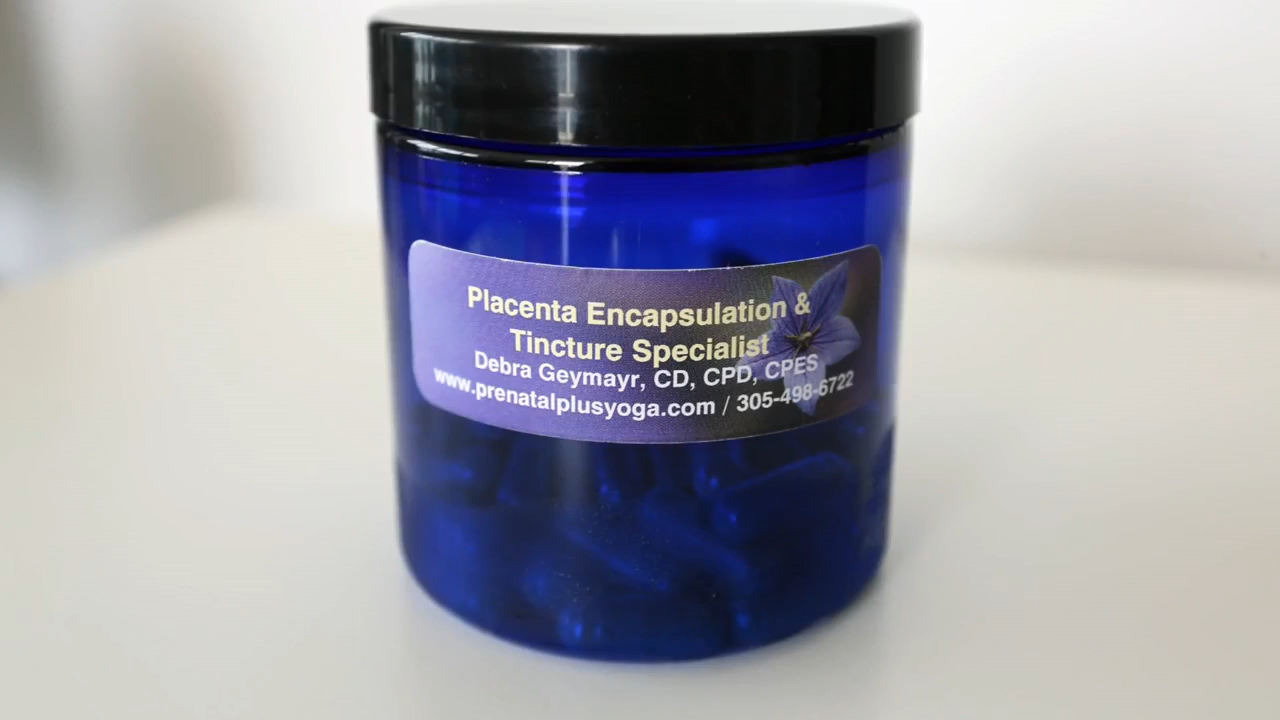 Placenta Encapsulation &
Tincture Specialist
Debra Geymayr, CD, CPD, CPES
www.prenatalplusyoga.com / 305-498-6722